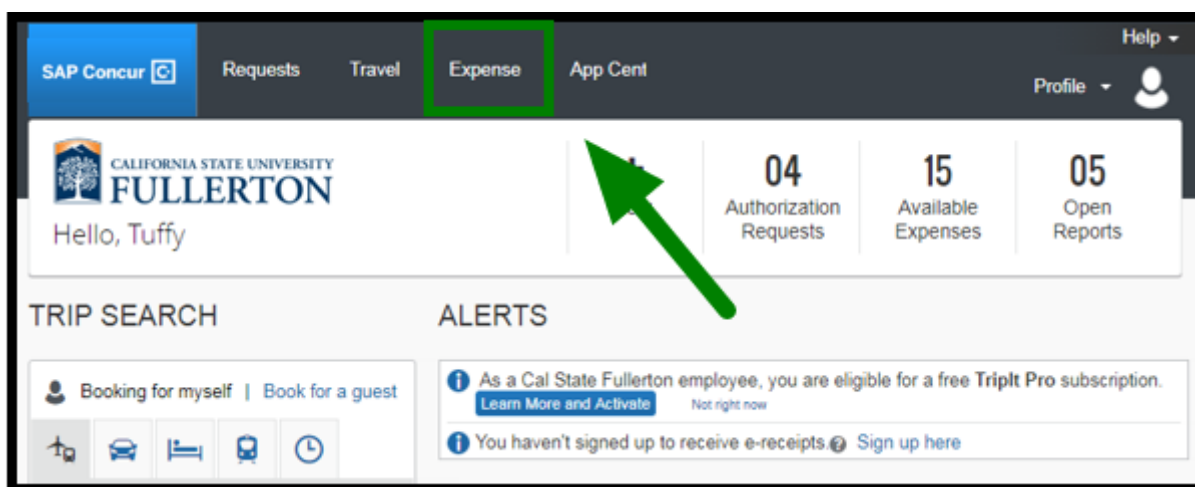 Help
SAP Concur
Requests
Travel
Expense
App Cent
Profile
CALIFORNIA STATE UNIVERSITY
FULLERTON
Hello, Tuffy
04
Authorization
Requests
15
Available
Expenses
05
Open
Reports
TRIP SEARCH
ALERTS
Booking for myself | Book for a guest
As a Cal State Fullerton employee, you are eligible for a free TripIt Pro subscription.
Learn More and Activate Not right now
You haven't signed up to receive e-receipts. Sign up here